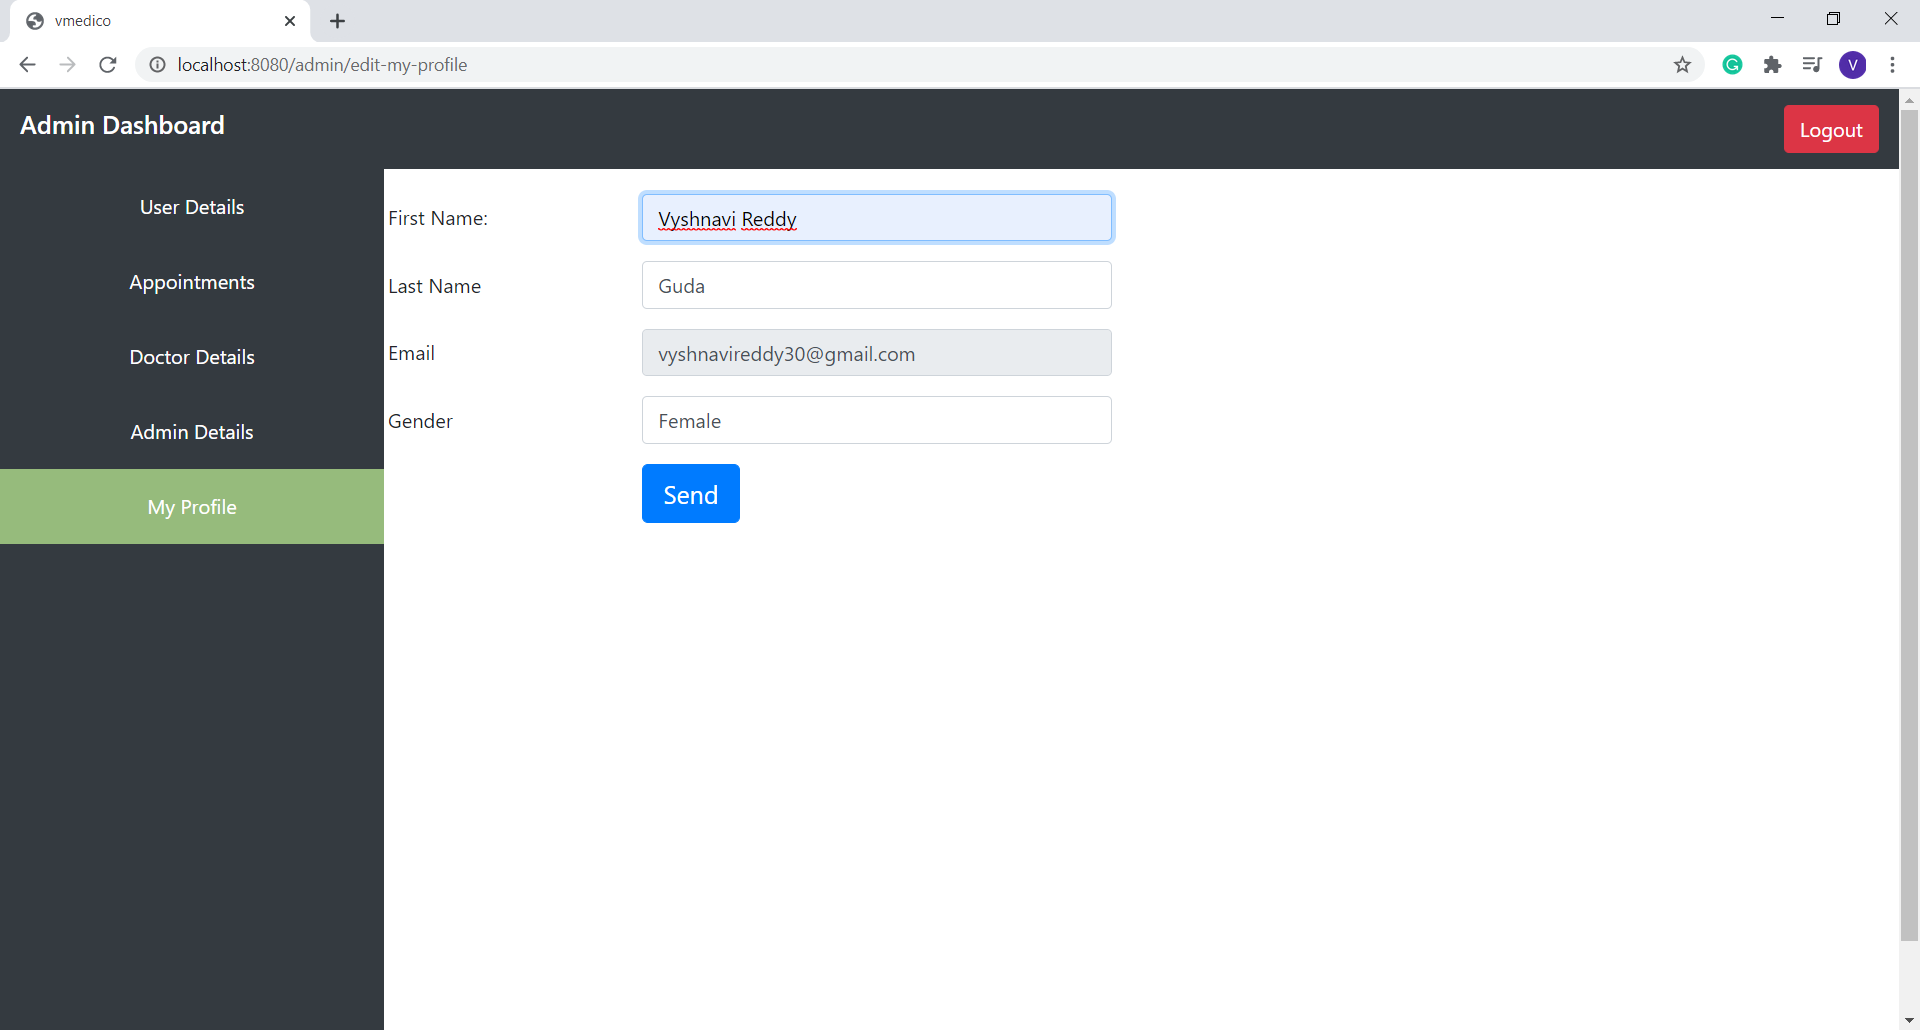 vmedico
localhost:8080/admin/edit-my-profile
V
Admin Dashboard
Logout
User Details
Appointments
Doctor Details
Admin Details
My Profile
First Name: Vyshnavi Reddy
Last Name Guda
Email vyshnavireddy30@gmail.com
Gender Female
Send